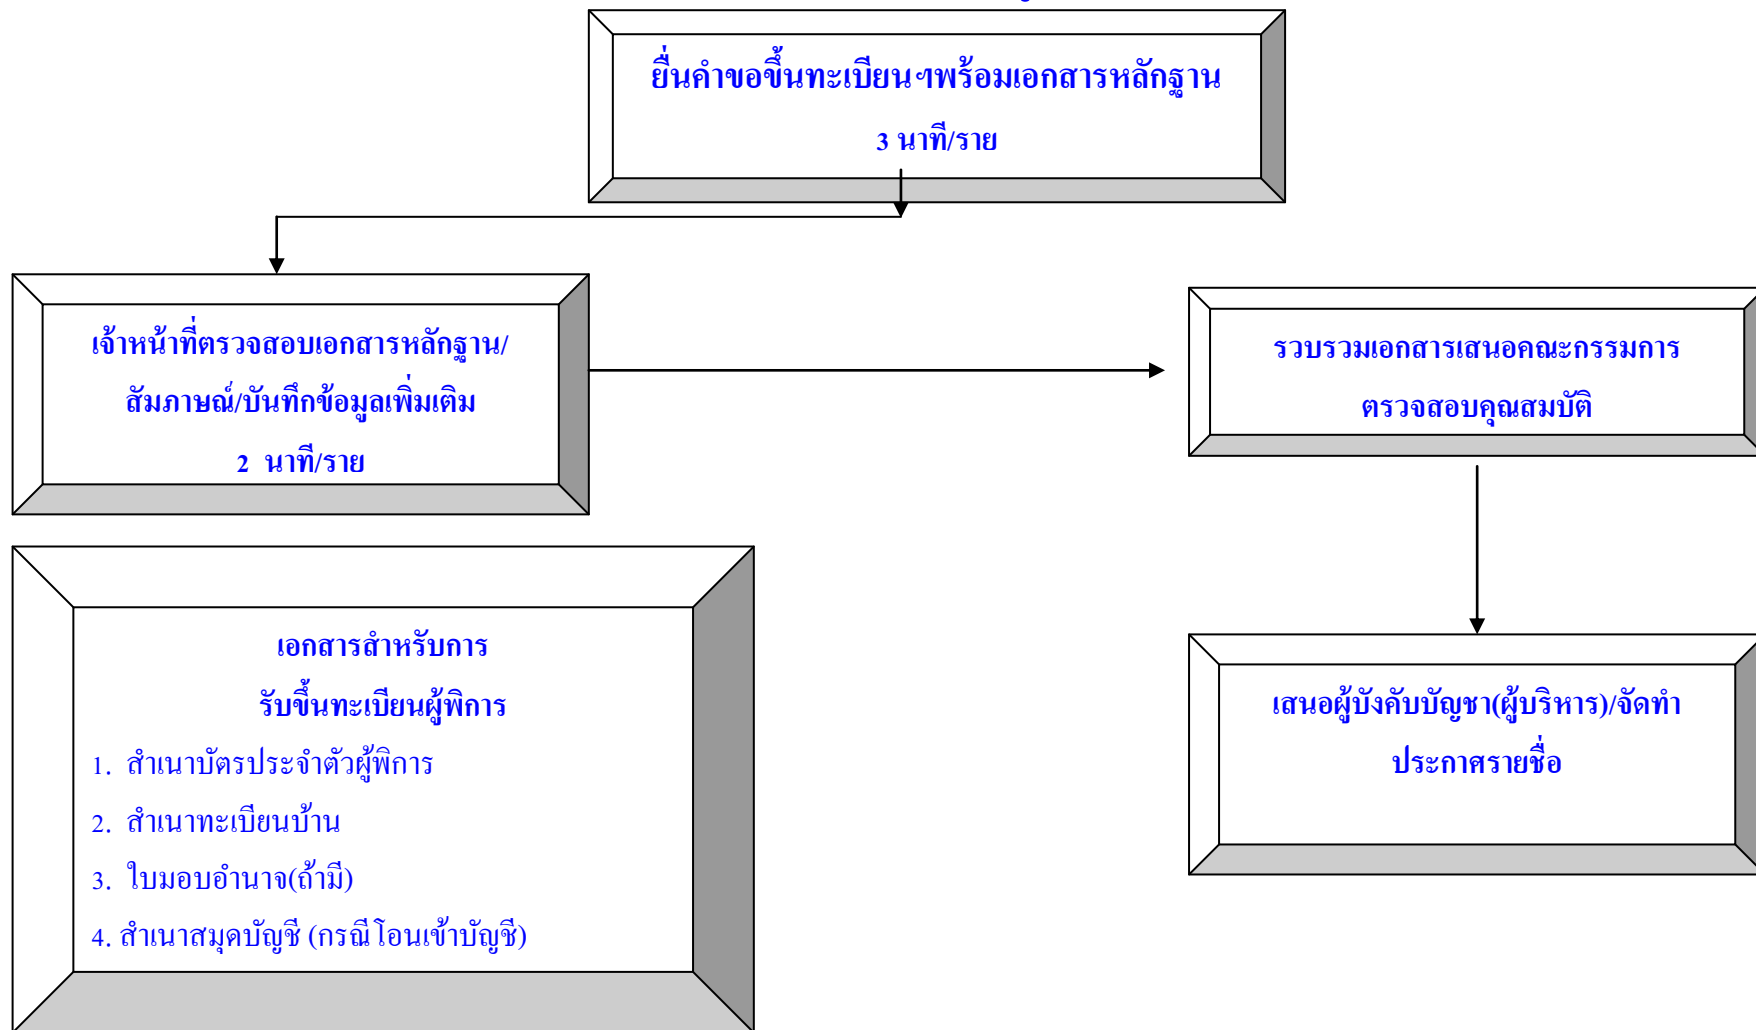 ยื่นคำขอขึ้นทะเบียนฯพร้อมเอกสารหลักฐาน
3 นาที/ราย
เจ้าหน้าที่ตรวจสอบเอกสารหลักฐาน/
สัมภาษณ์/บันทึกข้อมูลเพิ่มเติม
2 นาที/ราย
รวบรวมเอกสารเสนอคณะกรรมการ
ตรวจสอบคุณสมบัติ
เอกสารสำหรับการ
รับขึ้นทะเบียนผู้พิการ
1. สำเนาบัตรประจำตัวผู้พิการ
2. สำเนาทะเบียนบ้าน
3. ใบมอบอำนาจ(ถ้ามี)
4. สำเนาสมุดบัญชี (กรณีโอนเข้าบัญชี)
เสนอผู้บังคับบัญชา(ผู้บริหาร)/จัดทำ
ประกาศรายชื่อ